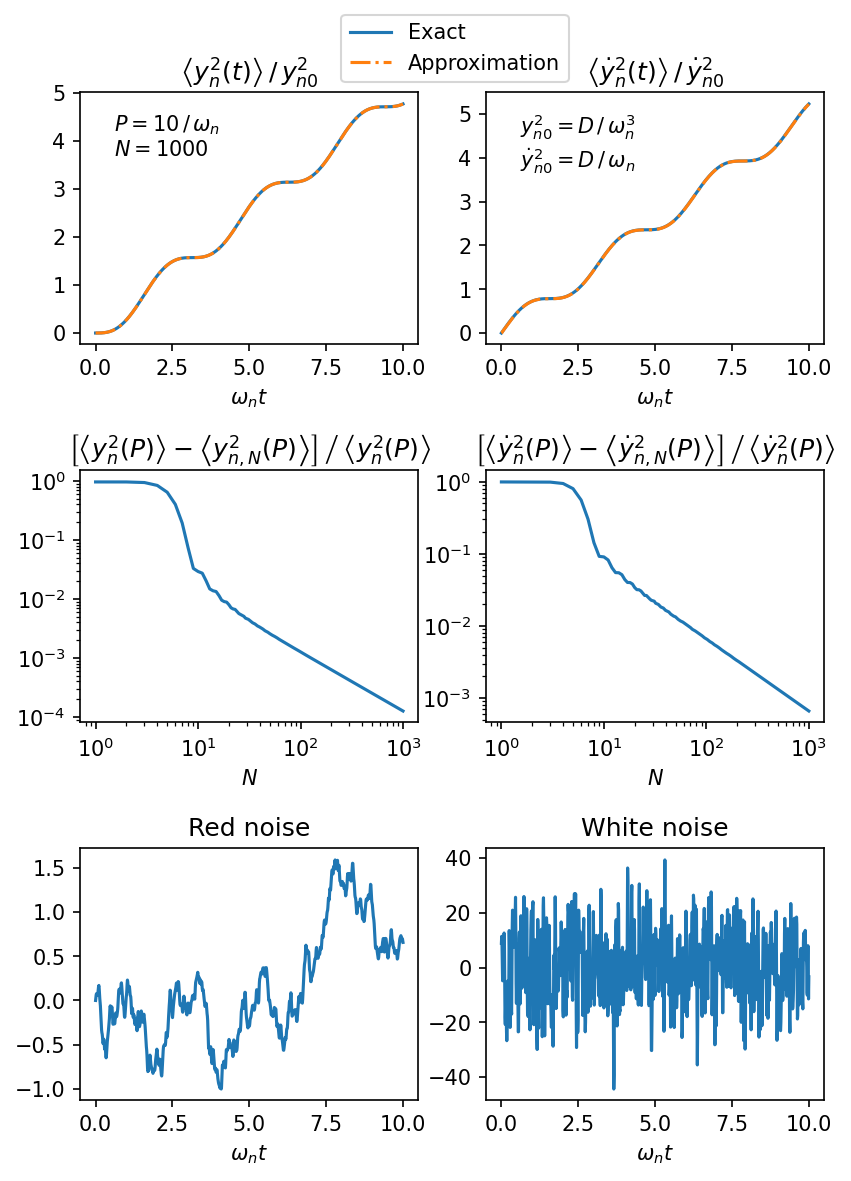 Exact
Approximation
⟨y_n^2(t)⟩ / y_{n0}^2
⟨ẏ_n^2(t)⟩ / ẏ_{n0}^2
P = 10 / ω_n
N = 1000
5
4
3
2
1
0
0.0 2.5 5.0 7.5 10.0
ω_n t
y_{n0}^2 = D / ω_n^3
ẏ_{n0}^2 = D / ω_n
5
4
3
2
1
0
0.0 2.5 5.0 7.5 10.0
ω_n t
[⟨y_n^2(P)⟩ − ⟨y_{n,N}^2(P)⟩] / ⟨y_n^2(P)⟩
10^0
10^{−1}
10^{−2}
10^{−3}
10^{−4}
10^0 10^1 10^2 10^3
N
[⟨ẏ_n^2(P)⟩ − ⟨ẏ_{n,N}^2(P)⟩] / ⟨ẏ_n^2(P)⟩
10^0
10^{−1}
10^{−2}
10^{−3}
10^0 10^1 10^2 10^3
N
Red noise
1.5
1.0
0.5
0.0
−0.5
−1.0
0.0 2.5 5.0 7.5 10.0
ω_n t
White noise
40
20
0
−20
−40
0.0 2.5 5.0 7.5 10.0
ω_n t